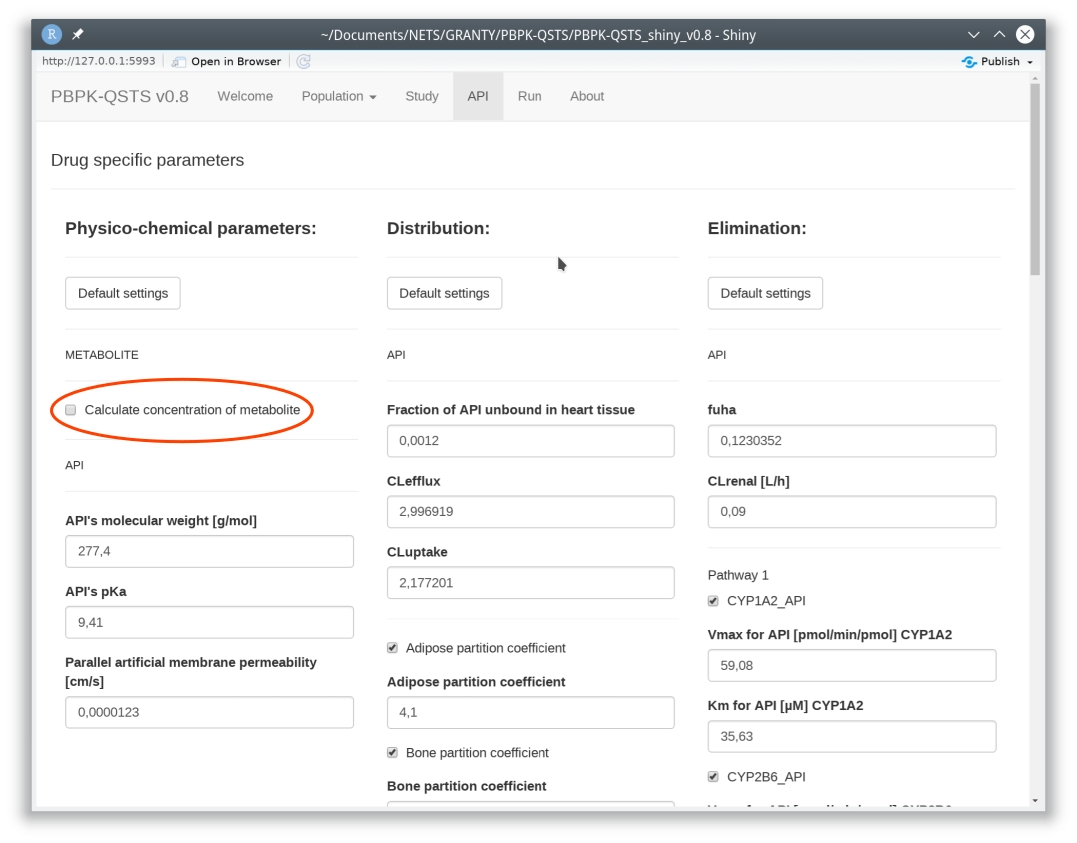 R
~/Documents/NETS/GRANTY/PBPK-QSTS/PBPK-QSTS_shiny_v0.8 - Shiny
http://127.0.0.1:5993 Open in Browser Publish
PBPK-QSTS v0.8 Welcome Population Study API Run About
Drug specific parameters
Physico-chemical parameters:
Default settings
METABOLITE
Calculate concentration of metabolite
API
API's molecular weight [g/mol]
277,4
API's pKa
9,41
Parallel artificial membrane permeability
[cm/s]
0,0000123
Distribution:
Default settings
API
Fraction of API unbound in heart tissue
0,0012
CLefflux
2,996919
CLuptake
2,177201
Adipose partition coefficient
Adipose partition coefficient
4,1
Bone partition coefficient
Bone partition coefficient
Elimination:
Default settings
API
fuha
0,1230352
CLrenal [L/h]
0,09
Pathway 1
CYP1A2_API
Vmax for API [pmol/min/pmol] CYP1A2
59,08
Km for API [µM] CYP1A2
35,63
CYP2B6_API